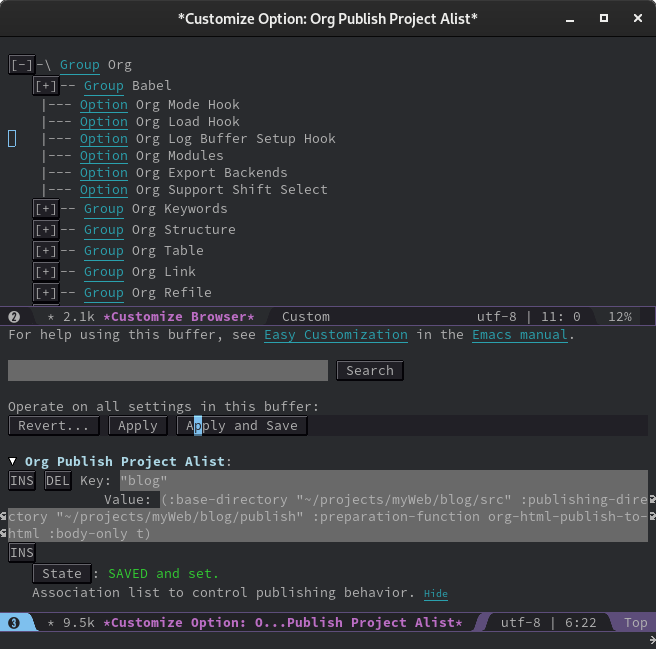 *Customize Option: Org Publish Project Alist*
[-]-\ Group Org
[+]-- Group Babel
|--- Option Org Mode Hook
|--- Option Org Load Hook
|--- Option Org Log Buffer Setup Hook
|--- Option Org Modules
|--- Option Org Export Backends
|--- Option Org Support Shift Select
[+]-- Group Org Keywords
[+]-- Group Org Structure
[+]-- Group Org Table
[+]-- Group Org Link
[+]-- Group Org Refile
❷ * 2.1k *Customize Browser* Custom utf-8 | 11: 0 12%
For help using this buffer, see Easy Customization in the Emacs manual.
Search
Operate on all settings in this buffer:
Revert... Apply Apply and Save
▼ Org Publish Project Alist:
INS DEL Key: "blog"
Value: (:base-directory "~/projects/myWeb/blog/src" :publishing-dire
ctory "~/projects/myWeb/blog/publish" :preparation-function org-html-publish-to-
html :body-only t)
INS
State : SAVED and set.
Association list to control publishing behavior. Hide
❸ * 9.5k *Customize Option: O...Publish Project Alist* utf-8 | 6:22 Top